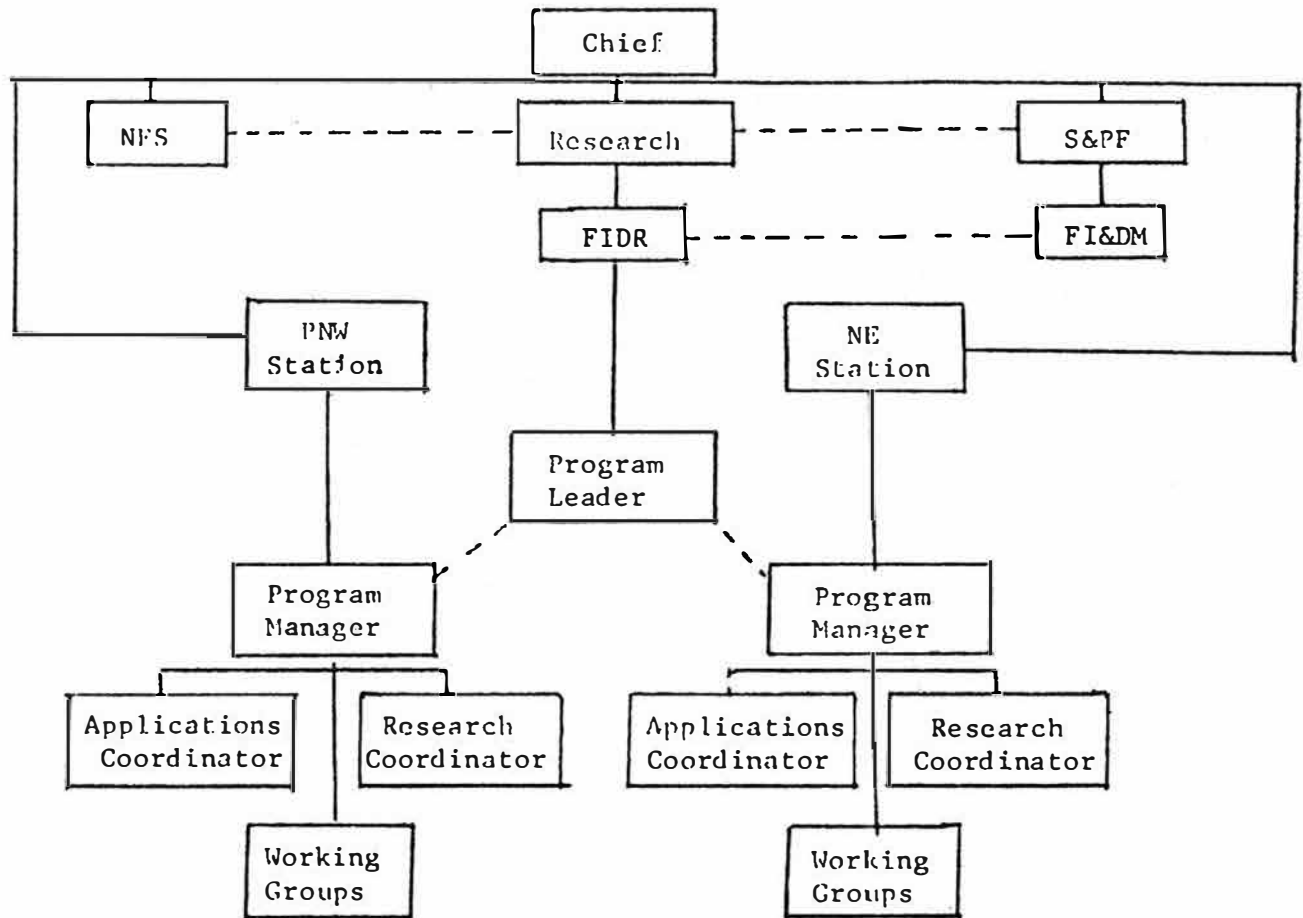 Chief
NFS
Research
S&PF
FIDR
FI&DM
PNW
Station
NE
Station
Program
Leader
Program
Manager
Program
Manager
Applications
Coordinator
Research
Coordinator
Applications
Coordinator
Research
Coordinator
Working
Groups
Working
Groups